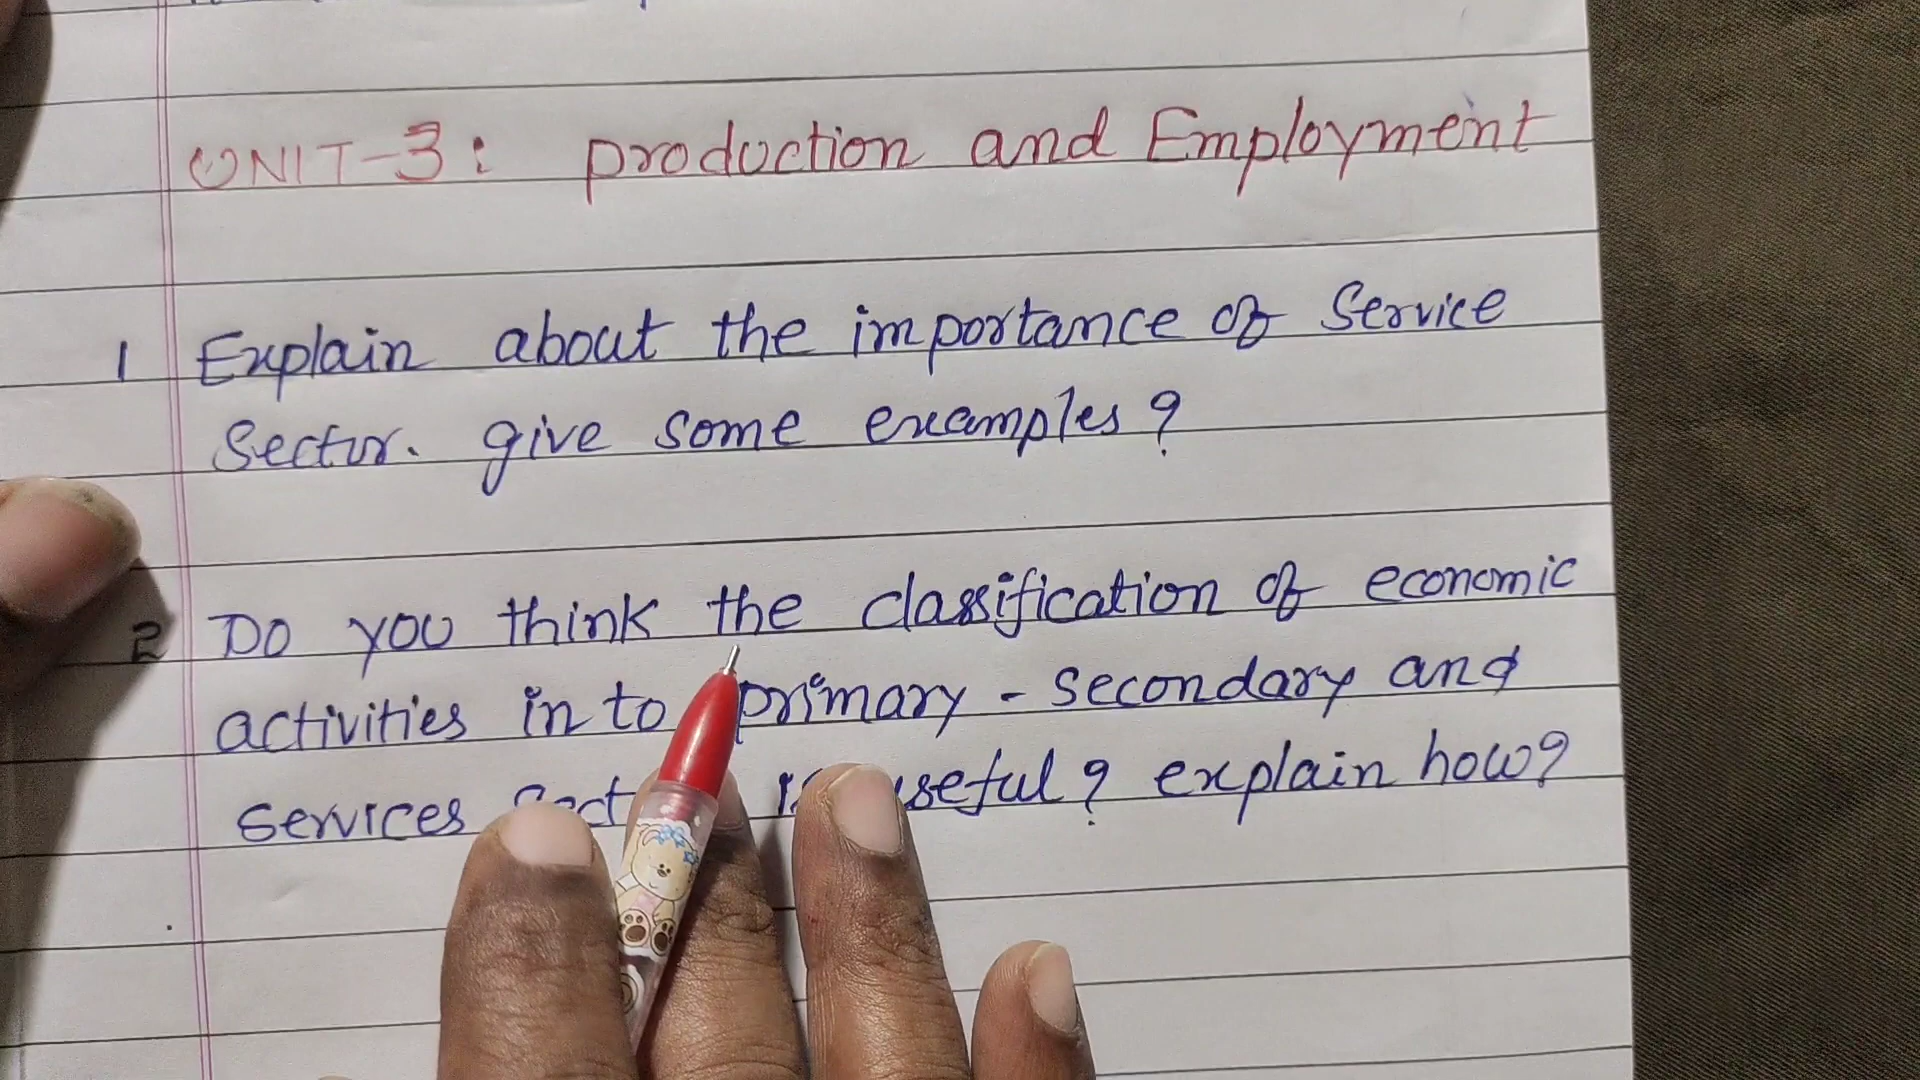 UNIT-3: production and Employment
1 Explain about the importance of Service
Sector. give some examples?
2 Do you think the classification of economic
activities in to primary - secondary and
services useful? explain how?